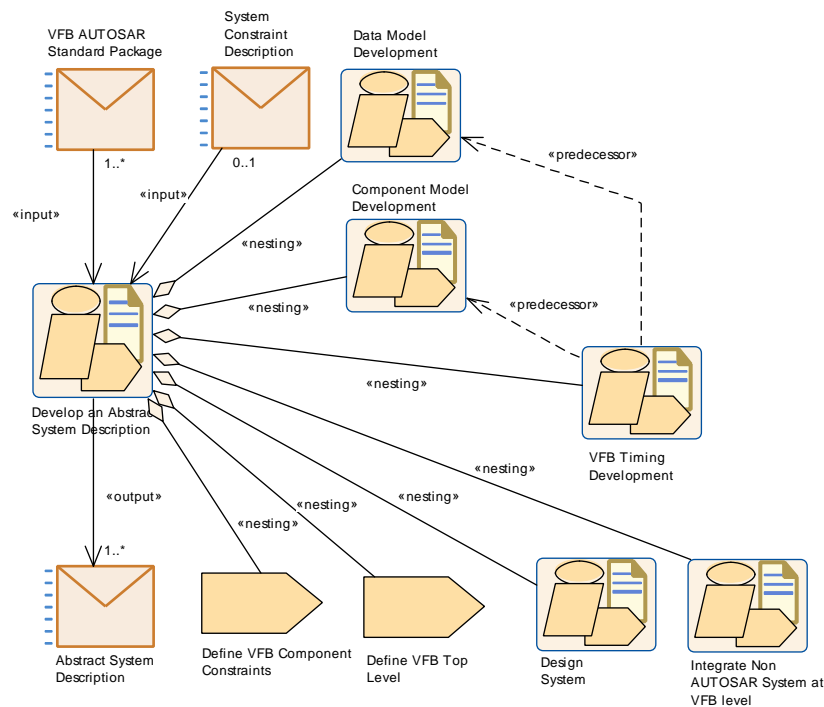 VFB AUTOSAR
Standard Package
System
Constraint
Description
Data Model
Development
1..*
0..1
«predecessor»
«input»
«input»
Component Model
Development
«nesting»
«nesting»
«predecessor»
«nesting»
Develop an Abstract
System Description
VFB Timing
Development
«nesting»
«output»
«nesting»
«nesting»
«nesting»
1..*
Abstract System
Description
Define VFB Component
Constraints
Define VFB Top
Level
Design
System
Integrate Non
AUTOSAR System at
VFB level